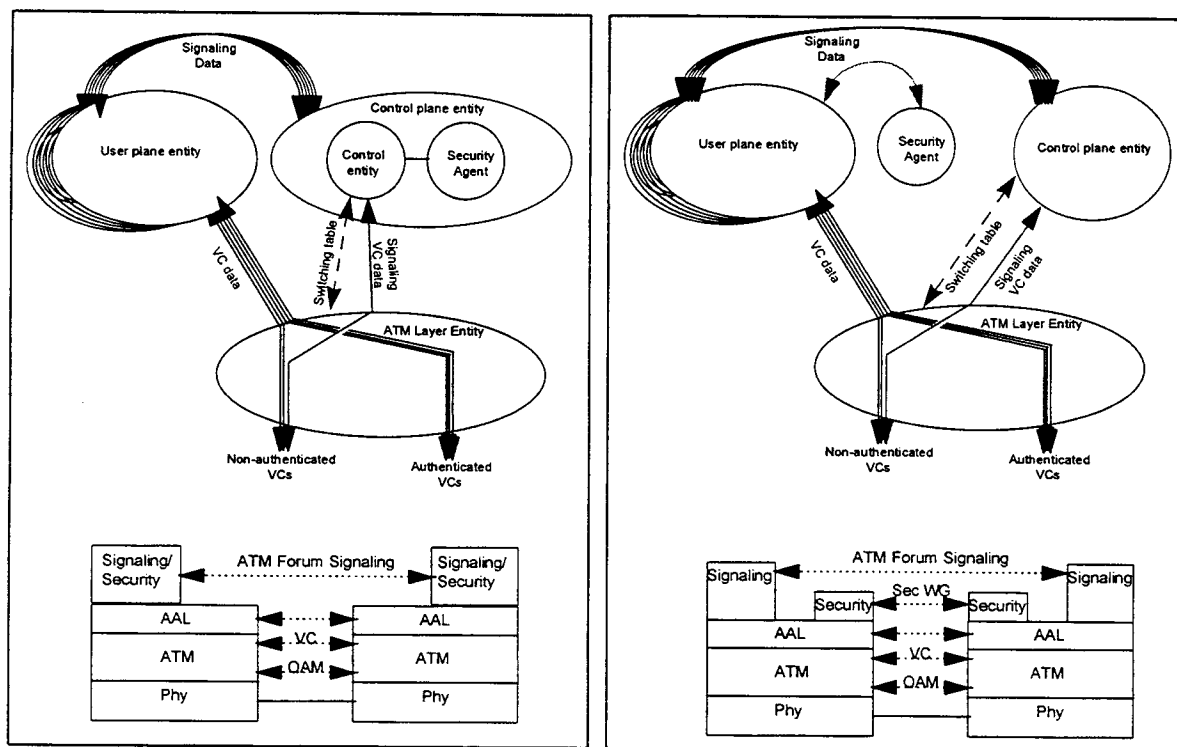 Signaling
Data
User plane entity
Control plane entity
Control
entity
Security
Agent
VC data
Switching table
Signaling
VC data
ATM Layer Entity
Non-authenticated
VCs
Authenticated
VCs
Signaling/
Security
ATM Forum Signaling
Signaling/
Security
AAL
AAL
VC
ATM
ATM
OAM
Phy
Phy
Signaling
Data
User plane entity
Security
Agent
Control plane entity
VC data
Switching table
Signaling
VC data
ATM Layer Entity
Non-authenticated
VCs
Authenticated
VCs
Signaling
ATM Forum Signaling
Signaling
Security
Sec WG
Security
AAL
AAL
VC
ATM
ATM
OAM
Phy
Phy